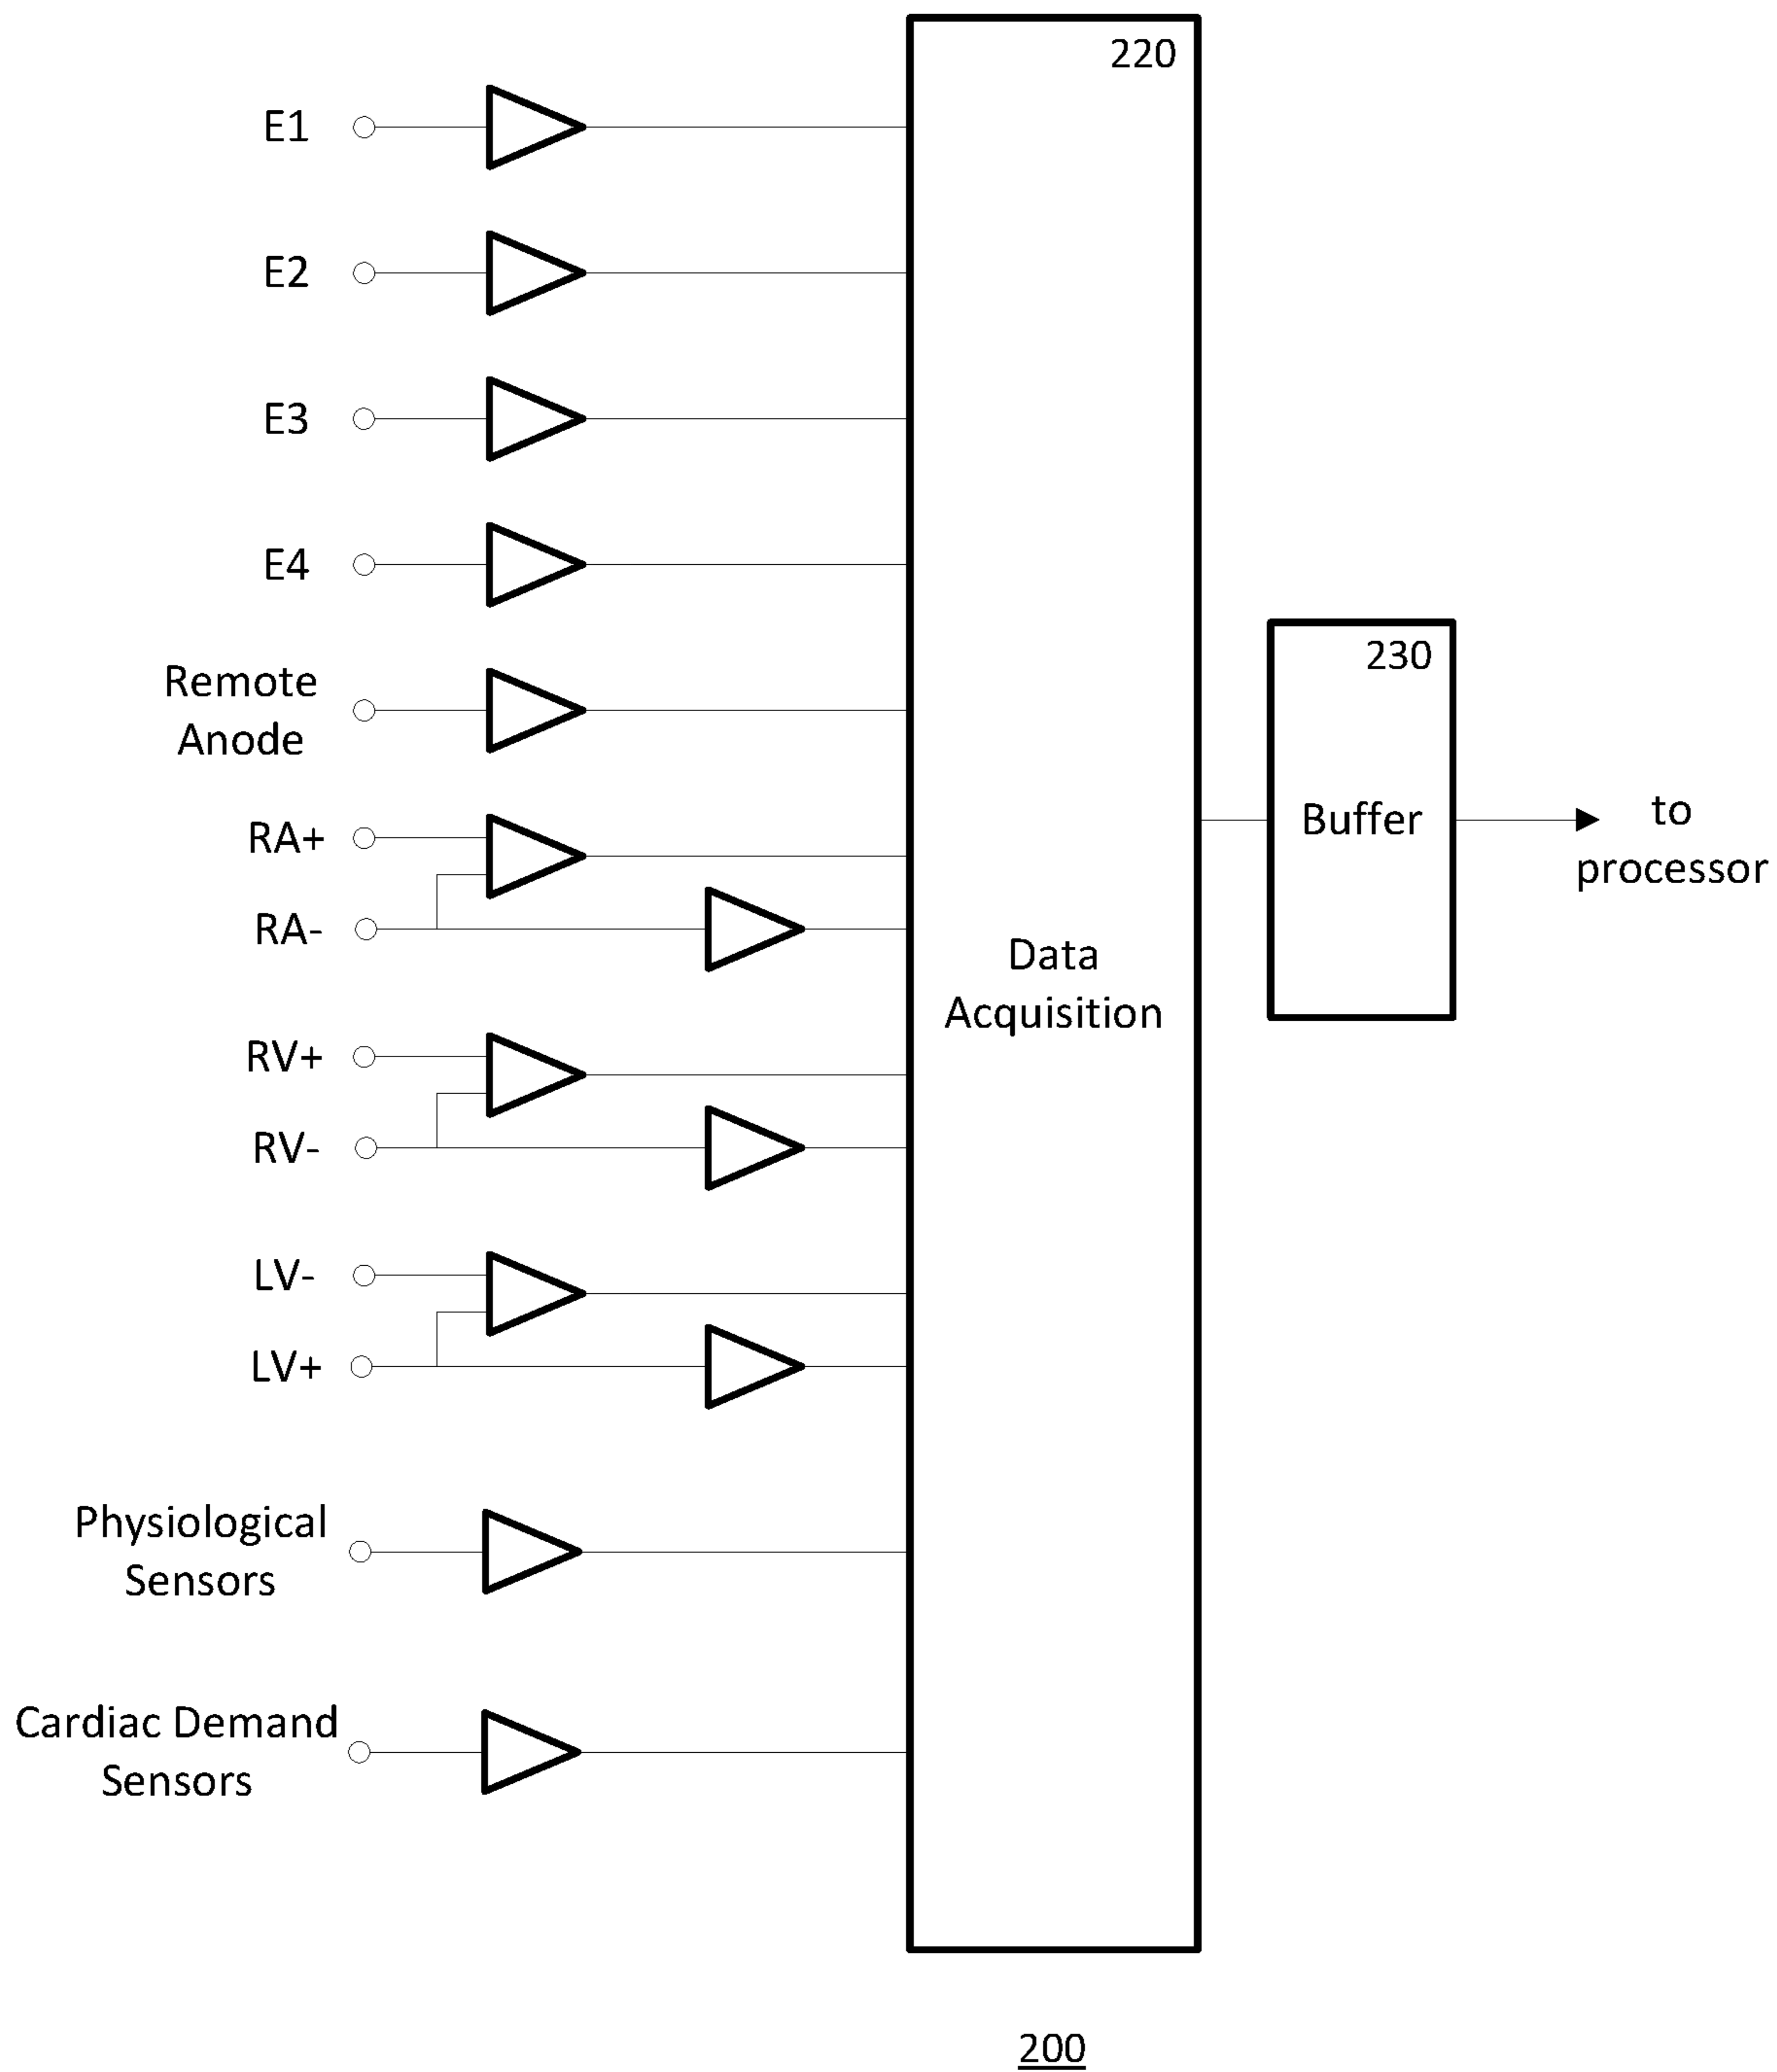 220
E1
E2
E3
E4
Remote
Anode
230
Buffer
to
processor
RA+
RA-
Data
Acquisition
RV+
RV-
LV-
LV+
Physiological
Sensors
Cardiac Demand
Sensors
200